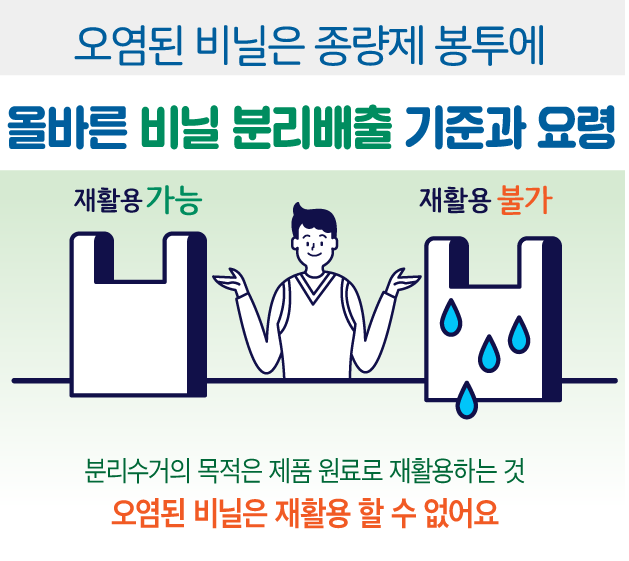 오염된 비닐은 종량제 봉투에
올바른 비닐 분리배출 기준과 요령
재활용 가능
재활용 불가
분리수거의 목적은 제품 원료로 재활용하는 것
오염된 비닐은 재활용 할 수 없어요